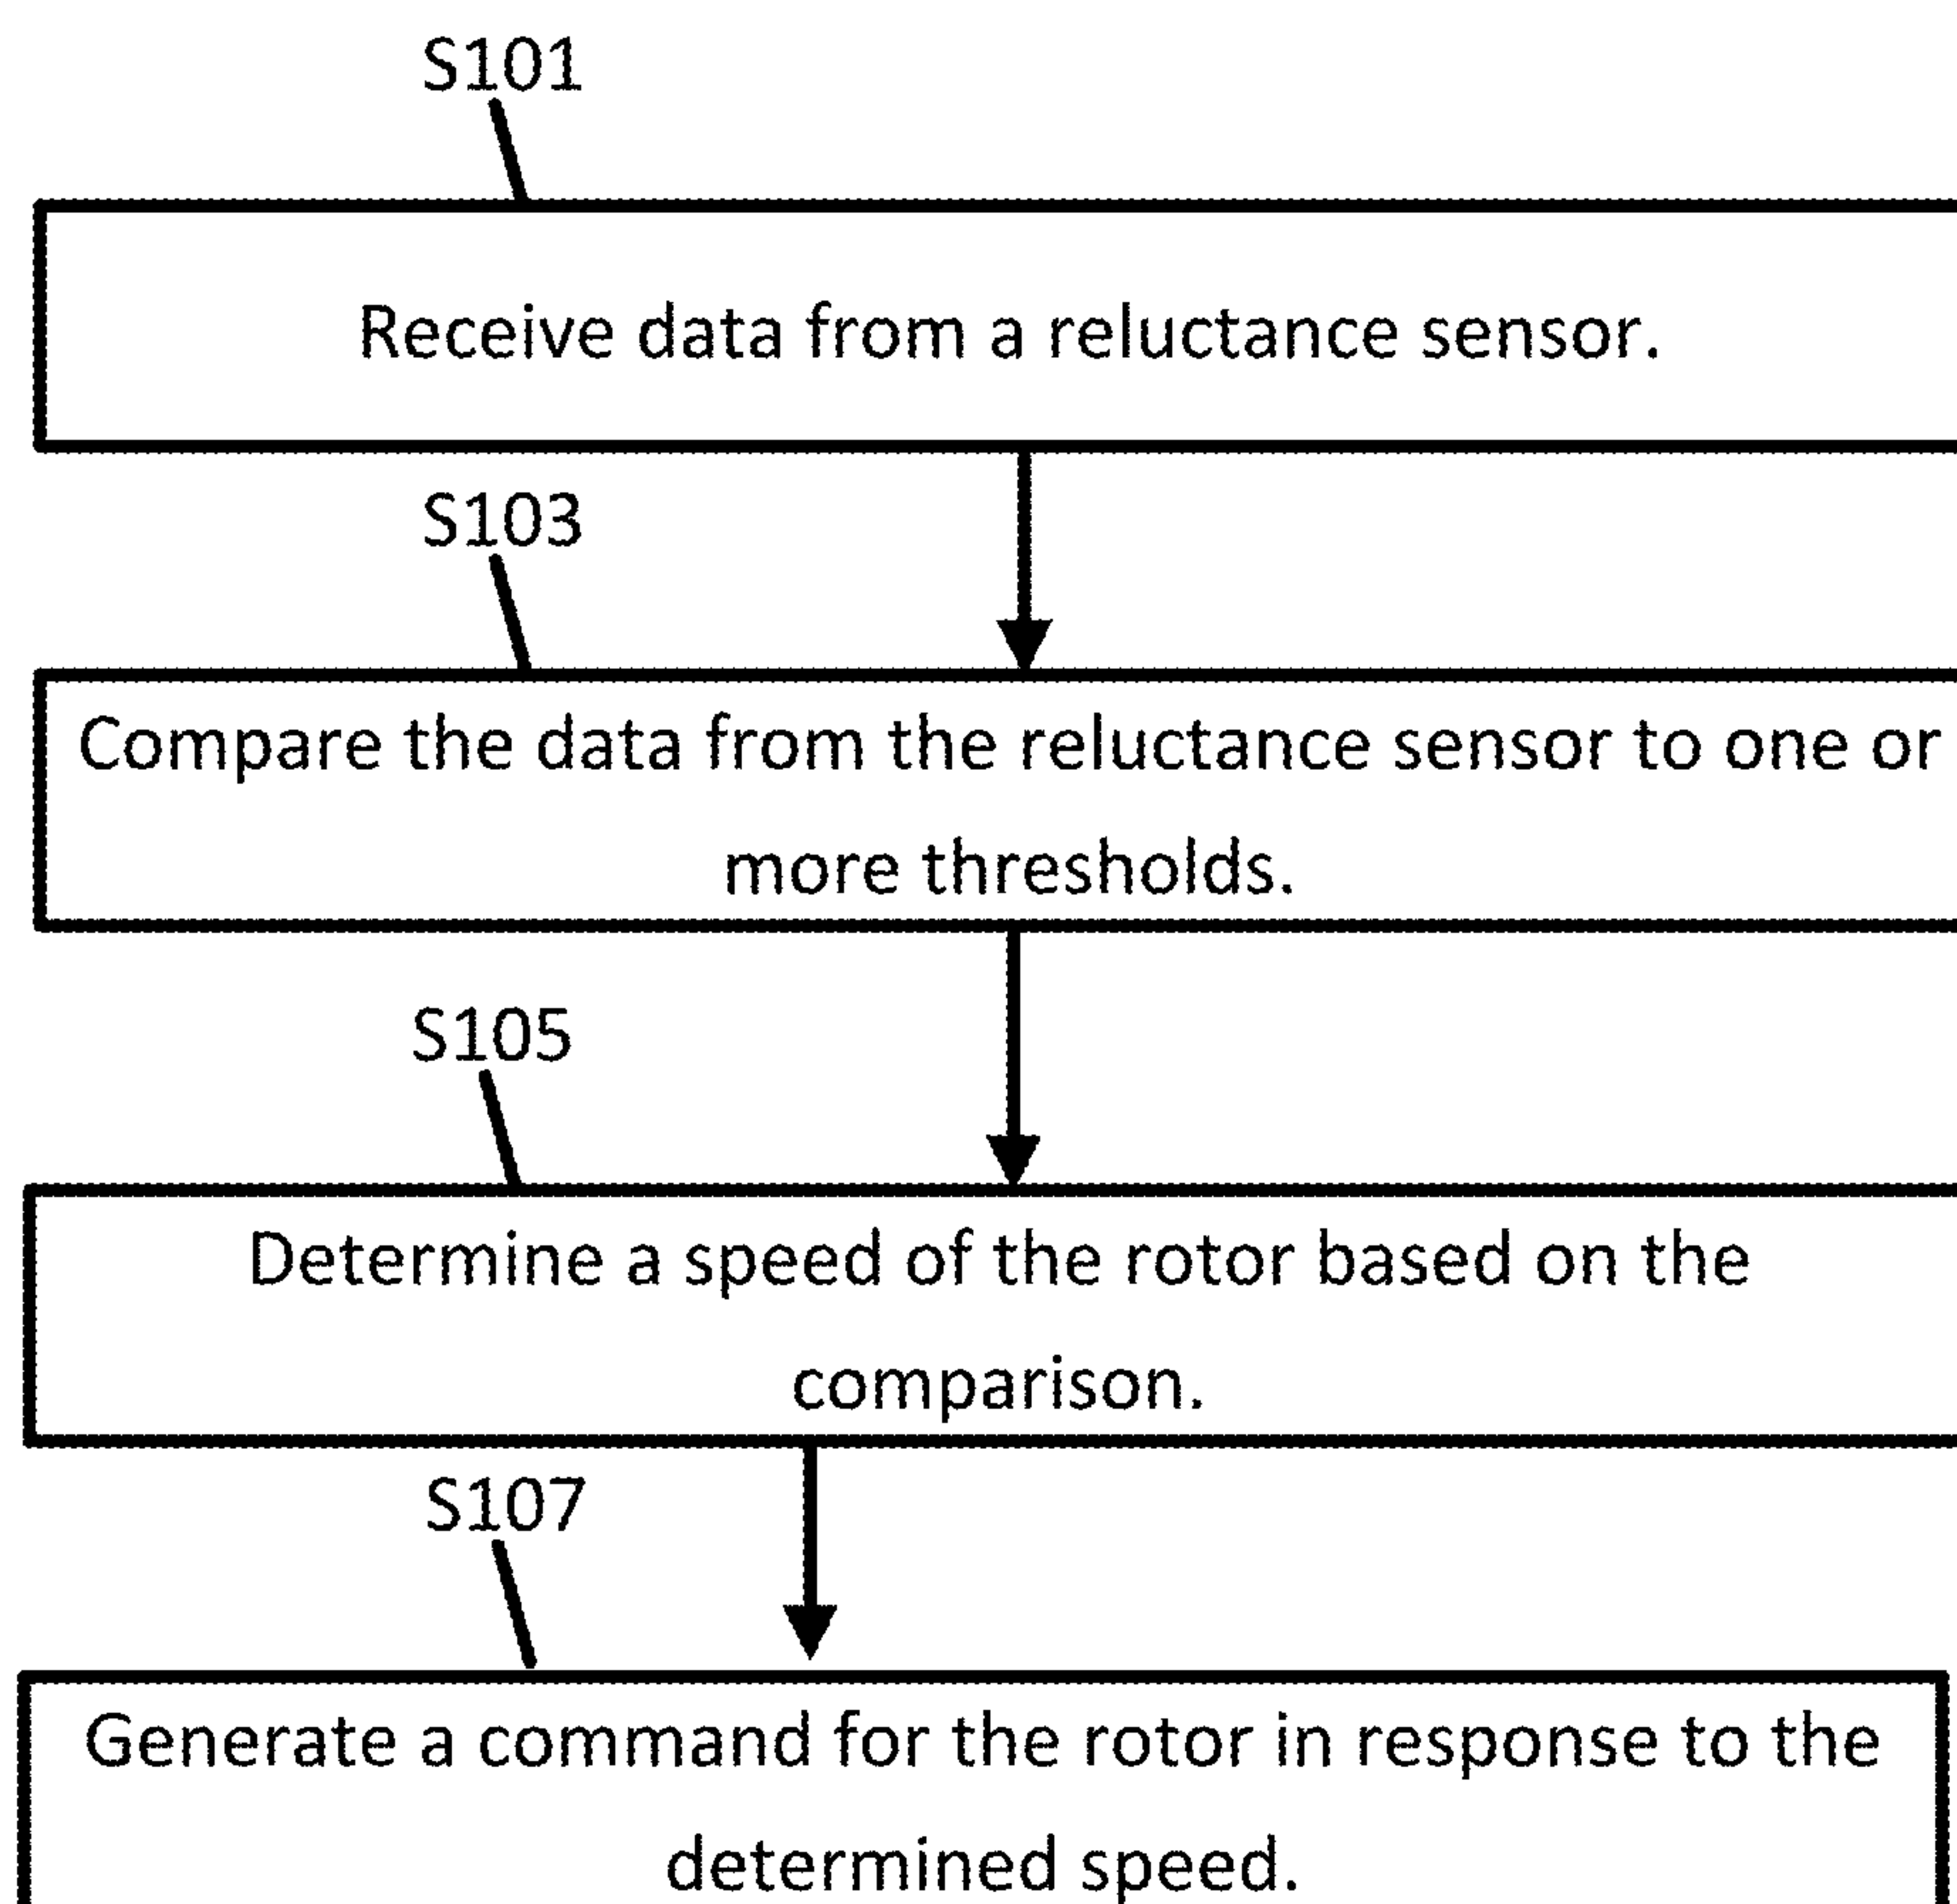 S101
Receive data from a reluctance sensor.
S103
Compare the data from the reluctance sensor to one or
more thresholds.
S105
Determine a speed of the rotor based on the
comparison.
S107
Generate a command for the rotor in response to the
determined speed.